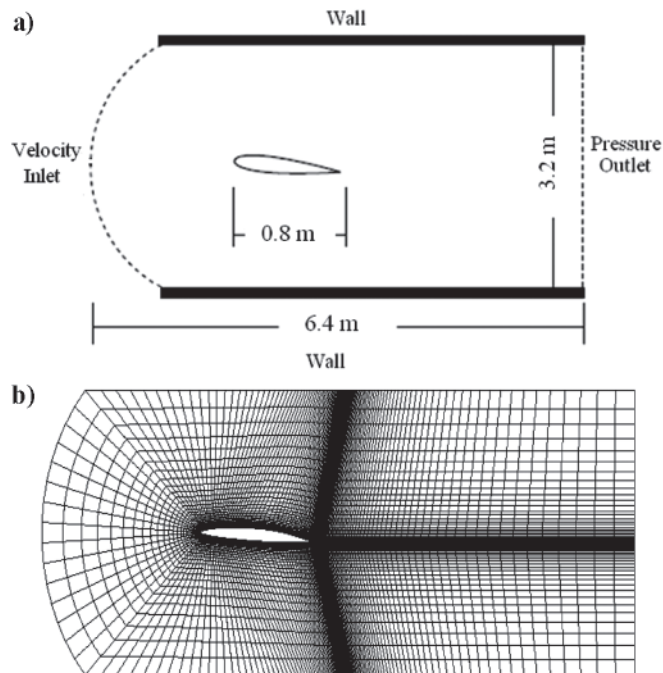 a)
Wall
Velocity
Inlet
Pressure
Outlet
3.2 m
0.8 m
6.4 m
Wall
b)